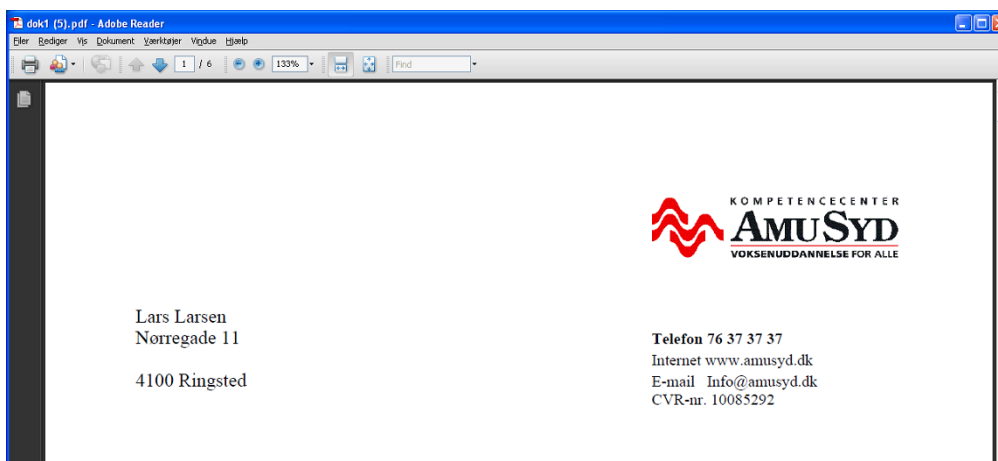 dok1 (5).pdf - Adobe Reader
Filer Rediger Vis Dokument Værktøjer Vindue Hjælp
1 / 6 133% Find
KOMPETENCECENTER
AMUSYD
VOKSENUDDANNELSE FOR ALLE
Lars Larsen
Nørregade 11
4100 Ringsted
Telefon 76 37 37 37
Internet www.amusyd.dk
E-mail Info@amusyd.dk
CVR-nr. 10085292